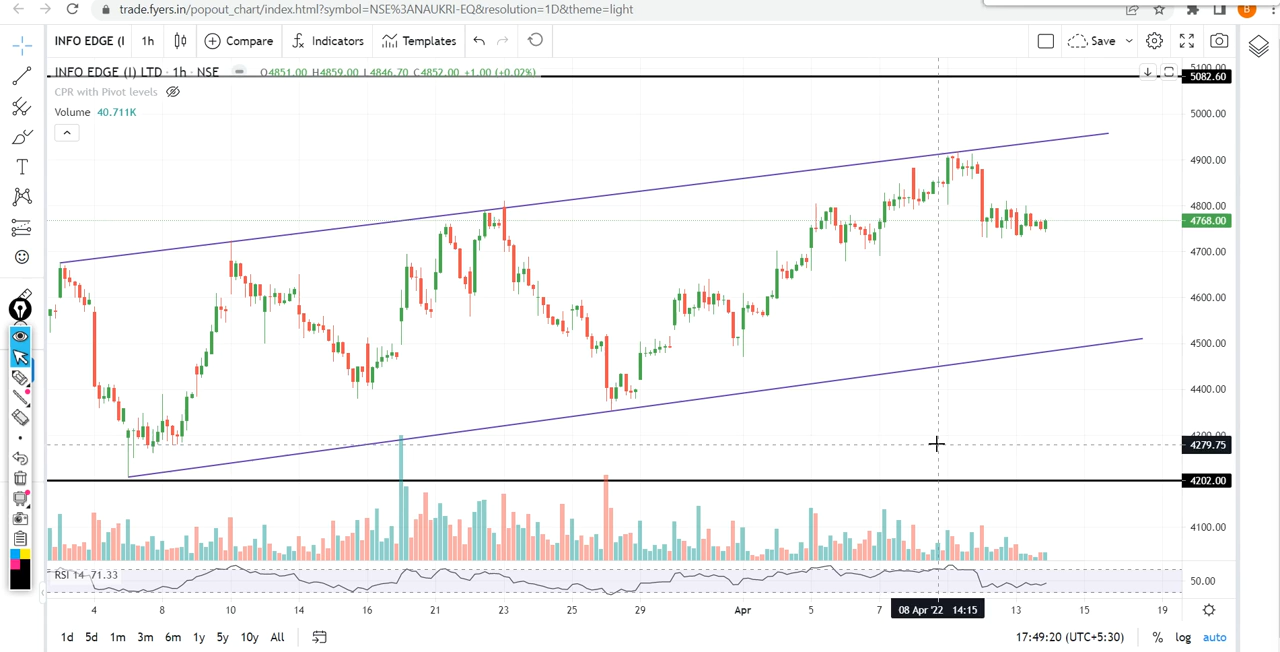 trade.fyers.in/popout_chart/index.html?symbol=NSE%3ANAUKRI-EQ&resolution=1D&theme=light
B
INFO EDGE (I
1h
Compare
Indicators
Templates
Save
INFO EDGE (I) LTD · 1h · NSE
O4851.00 H4859.00 L4846.70 C4852.00 +1.00 (+0.02%)
CPR with Pivot levels
Volume 40.711K
5100.00
5082.60
5000.00
4900.00
4800.00
4768.00
4700.00
4600.00
4500.00
4400.00
4300.00
4279.75
4202.00
4100.00
RSI 14 71.33
50.00
4 8 10 14 16 21 23 25 29 Apr 5 7 08 Apr '22 14:15 13 15 19
1d 5d 1m 3m 6m 1y 5y 10y All
17:49:20 (UTC+5:30) % log auto